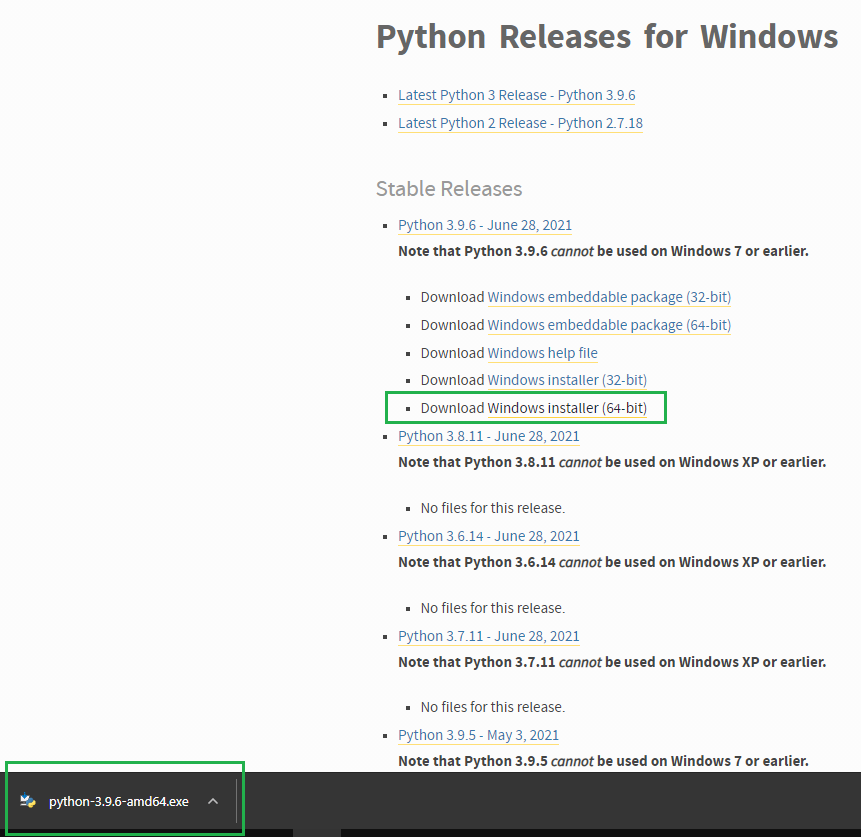 Python Releases for Windows
Latest Python 3 Release - Python 3.9.6
Latest Python 2 Release - Python 2.7.18
Stable Releases
Python 3.9.6 - June 28, 2021
Note that Python 3.9.6 cannot be used on Windows 7 or earlier.
Download Windows embeddable package (32-bit)
Download Windows embeddable package (64-bit)
Download Windows help file
Download Windows installer (32-bit)
Download Windows installer (64-bit)
Python 3.8.11 - June 28, 2021
Note that Python 3.8.11 cannot be used on Windows XP or earlier.
No files for this release.
Python 3.6.14 - June 28, 2021
Note that Python 3.6.14 cannot be used on Windows XP or earlier.
No files for this release.
Python 3.7.11 - June 28, 2021
Note that Python 3.7.11 cannot be used on Windows XP or earlier.
No files for this release.
Python 3.9.5 - May 3, 2021
Note that Python 3.9.5 cannot be used on Windows 7 or earlier.
python-3.9.6-amd64.exe